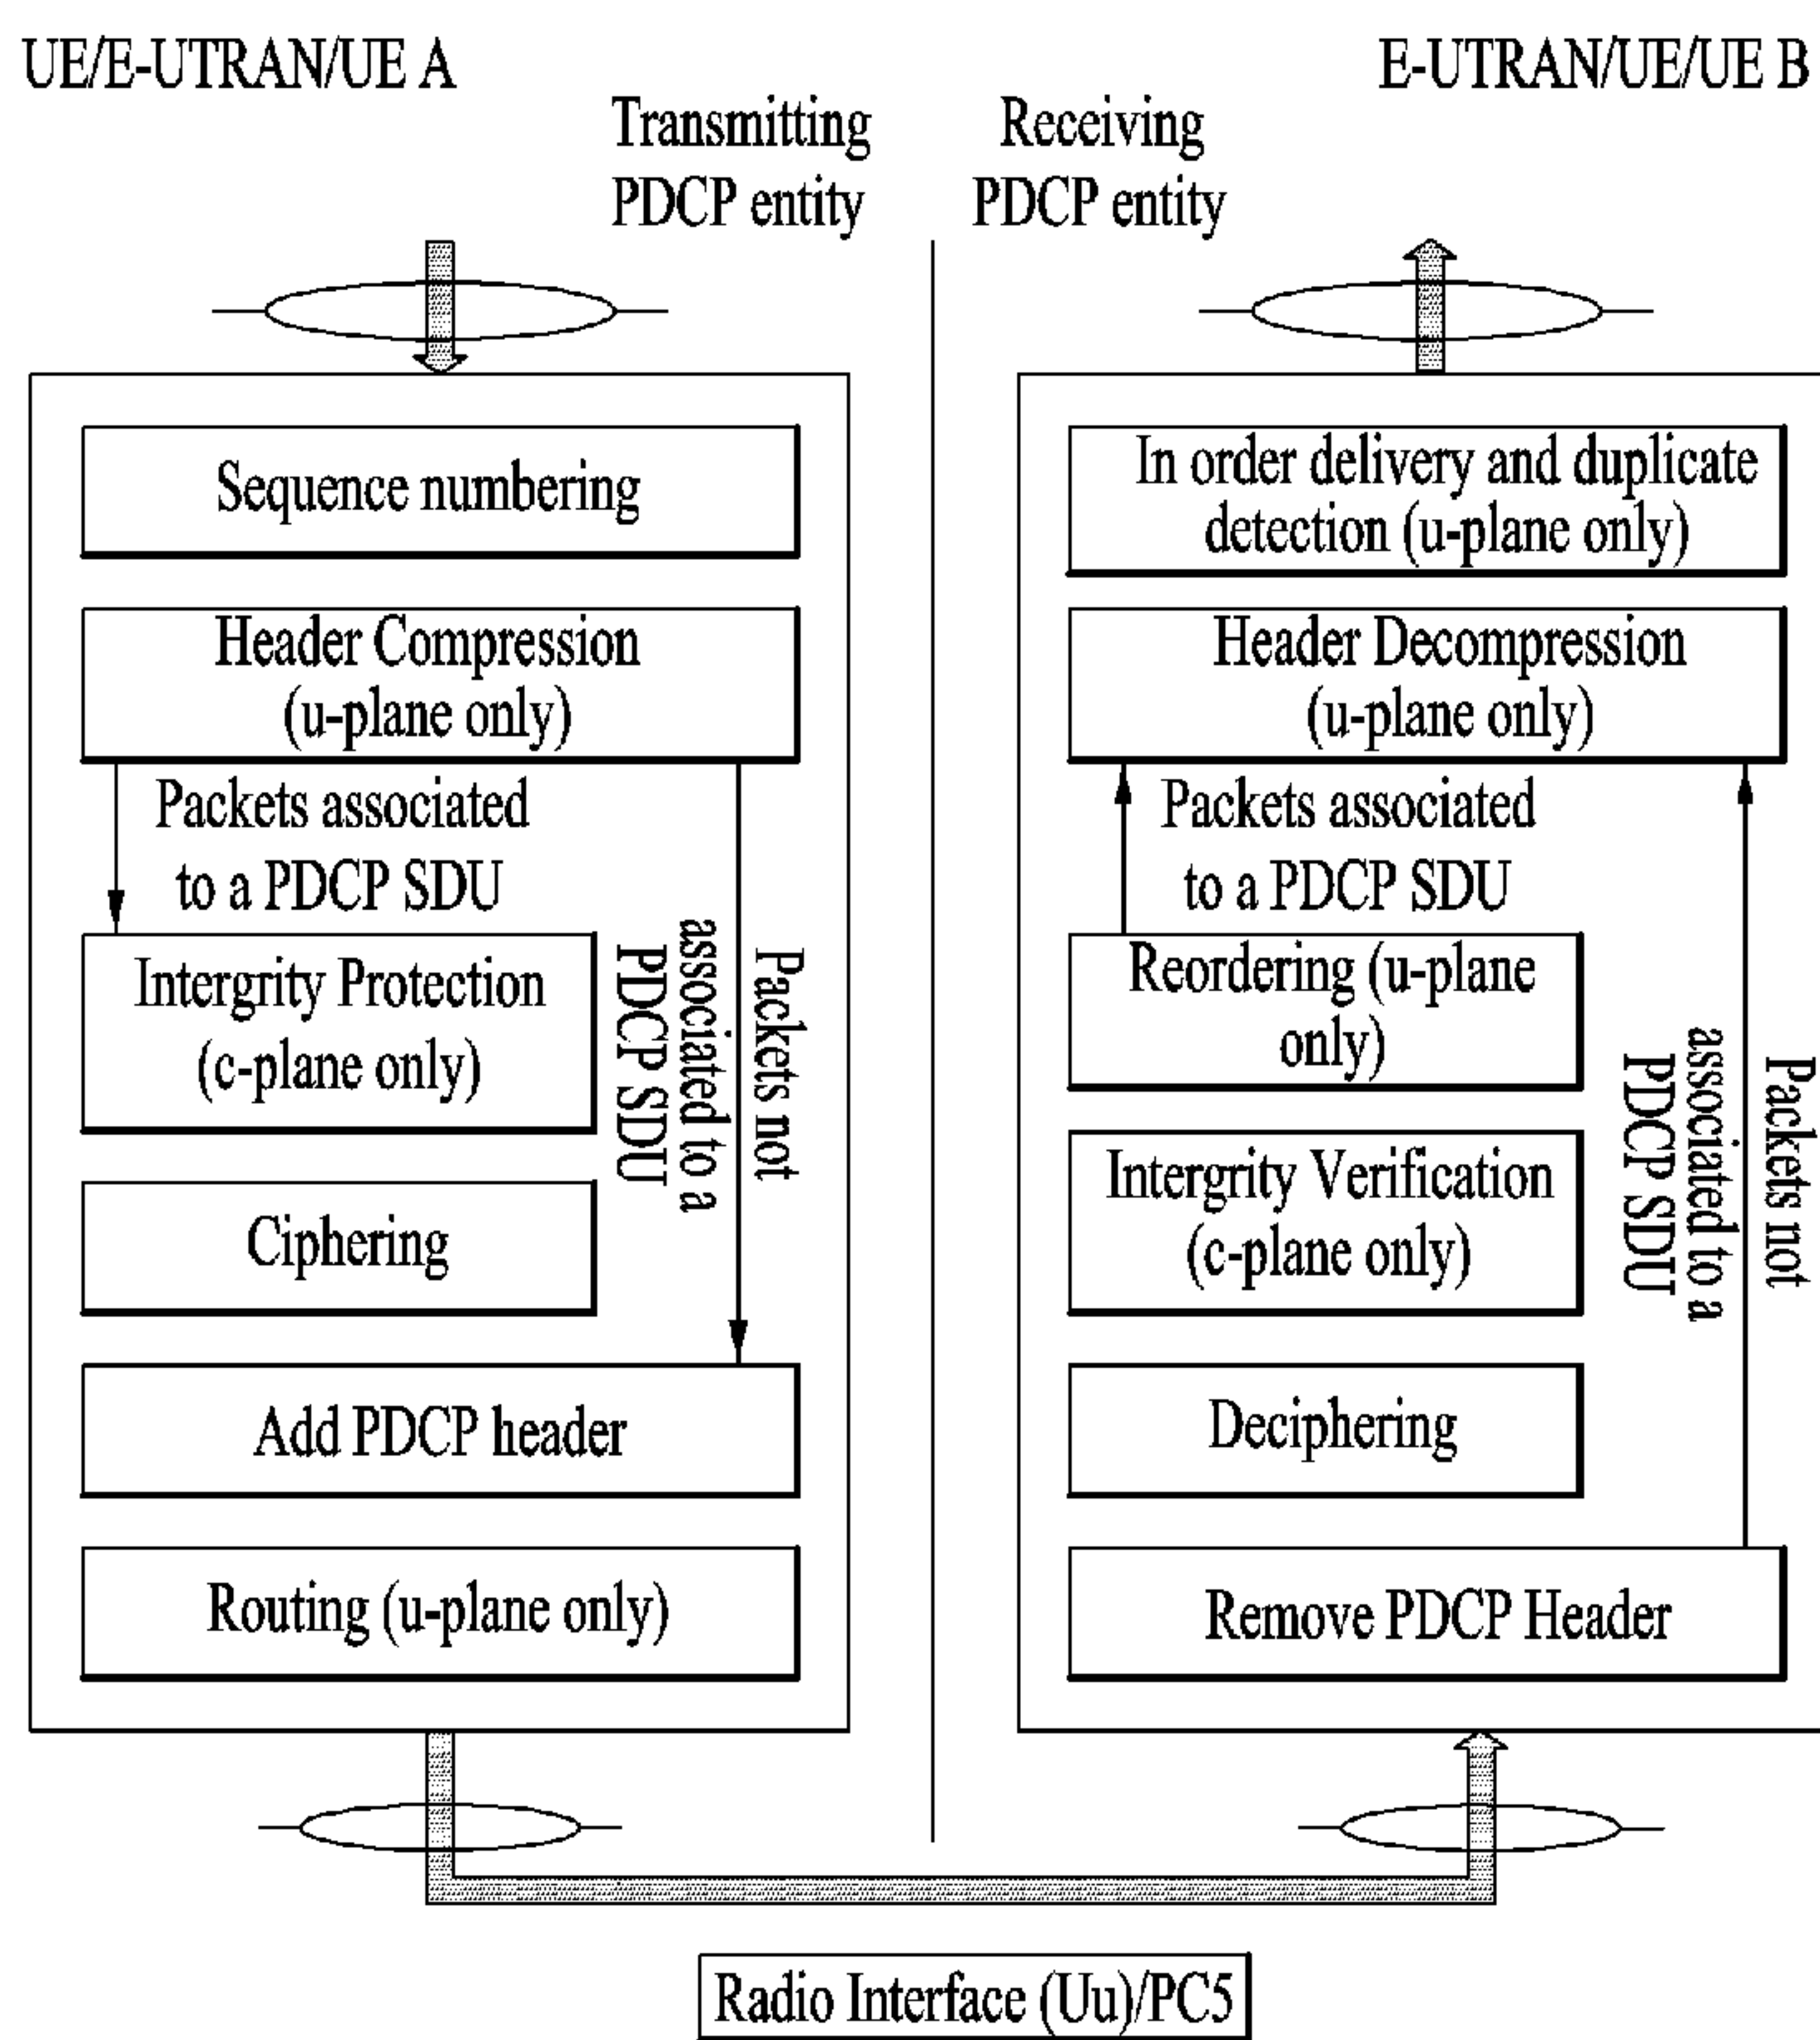 UE/E-UTRAN/UE A
E-UTRAN/UE/UE B
Transmitting
PDCP entity
Receiving
PDCP entity
Sequence numbering
Header Compression
(u-plane only)
Packets associated
to a PDCP SDU
Packets not
associated to a
PDCP SDU
Intergrity Protection
(c-plane only)
Ciphering
Add PDCP header
Routing (u-plane only)
In order delivery and duplicate
detection (u-plane only)
Header Decompression
(u-plane only)
Packets associated
to a PDCP SDU
Reordering (u-plane
only)
Packets not
associated to a
PDCP SDU
Intergrity Verification
(c-plane only)
Deciphering
Remove PDCP Header
Radio Interface (Uu)/PC5